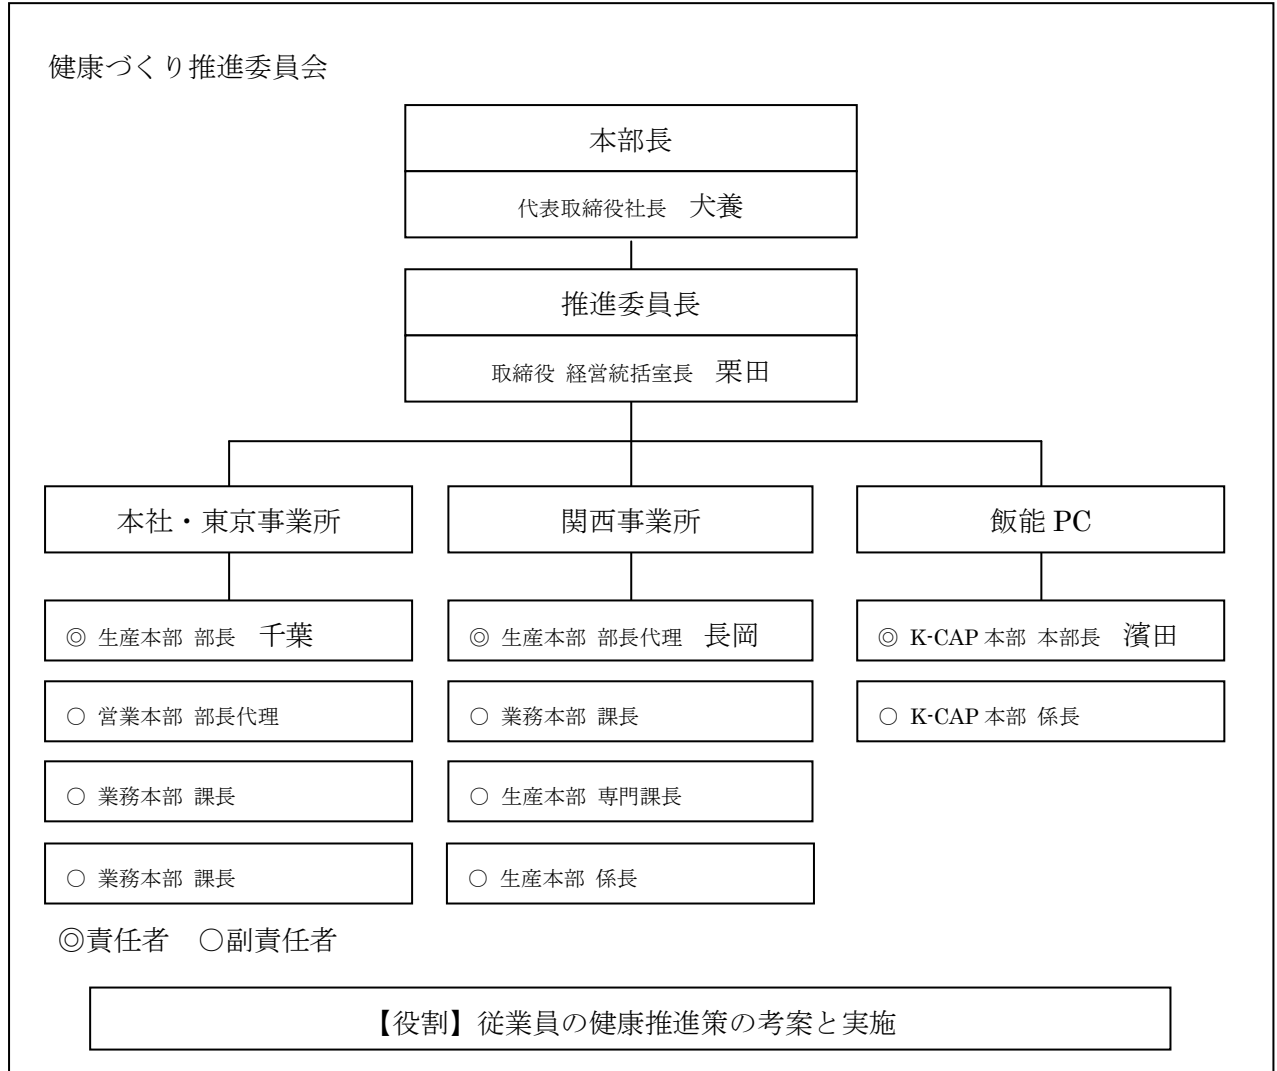 健康づくり推進委員会
本部長
代表取締役社長 犬養
推進委員長
取締役 経営統括室長 栗田
本社・東京事業所
関西事業所
飯能 PC
◎ 生産本部 部長 千葉
◎ 生産本部 部長代理 長岡
◎ K-CAP 本部 本部長 濱田
○ 営業本部 部長代理
○ 業務本部 課長
○ K-CAP 本部 係長
○ 業務本部 課長
○ 生産本部 専門課長
○ 業務本部 課長
○ 生産本部 係長
◎責任者 ○副責任者
【役割】従業員の健康推進策の考案と実施